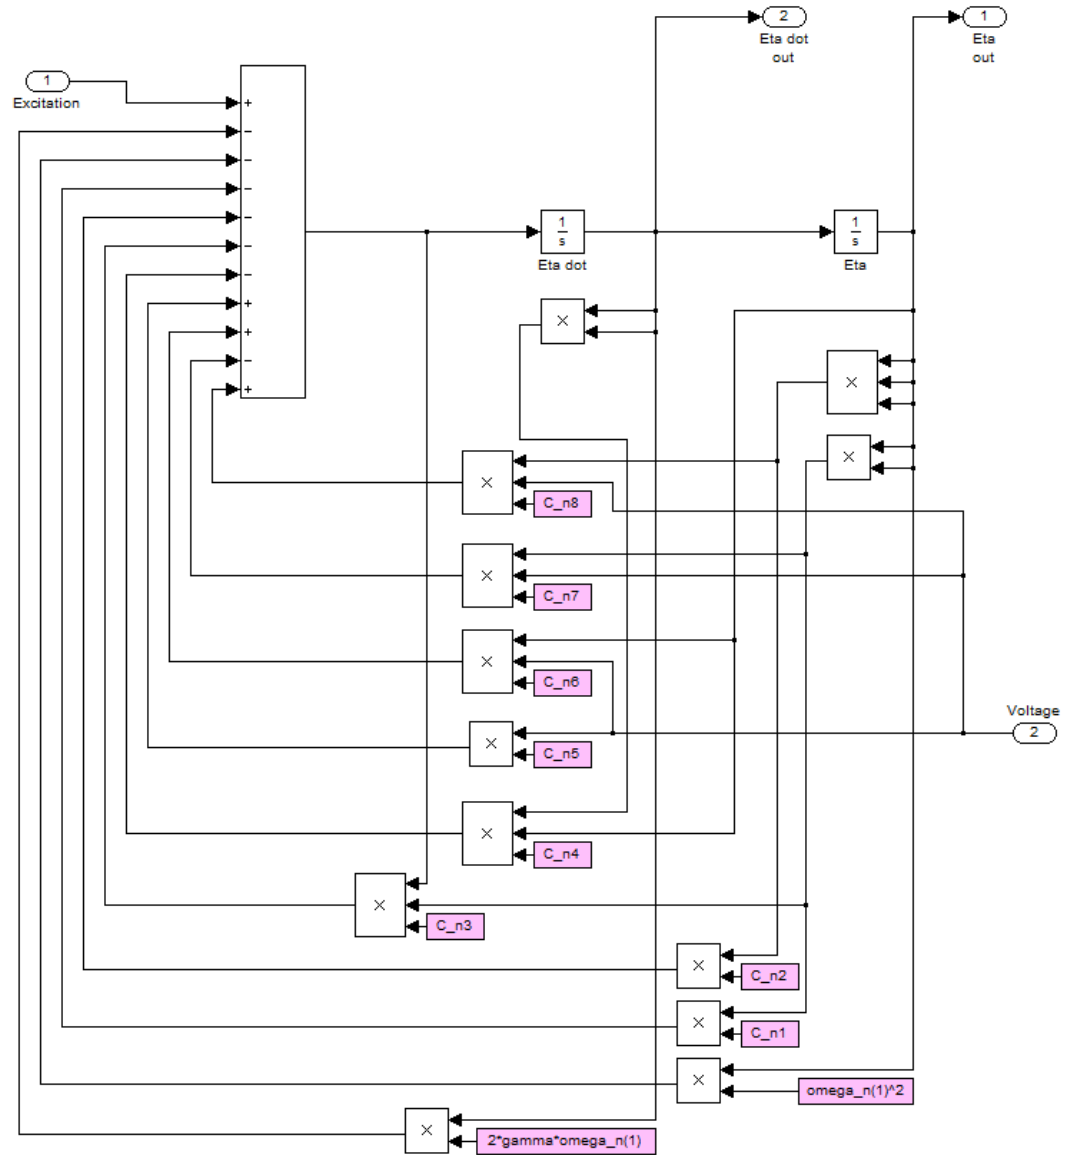 2
Eta dot
out
1
Eta
out
1
Excitation
+
−
−
−
−
−
−
+
+
−
+
1
s
Eta dot
1
s
Eta
×
×
×
×
C_n8
×
C_n7
×
C_n6
Voltage
2
×
C_n5
×
C_n4
×
C_n3
×
C_n2
×
C_n1
×
omega_n(1)^2
×
2*gamma*omega_n(1)